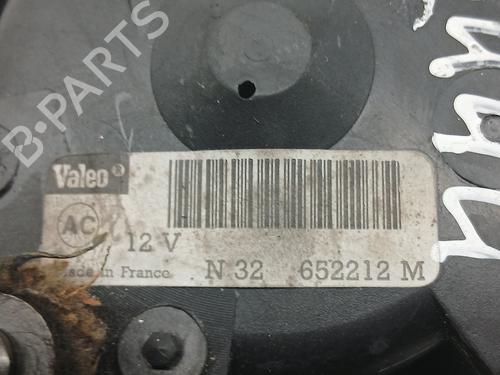 B-PARTS
Valeo ®
AC
12 V
Made in France
N 32 652212 M